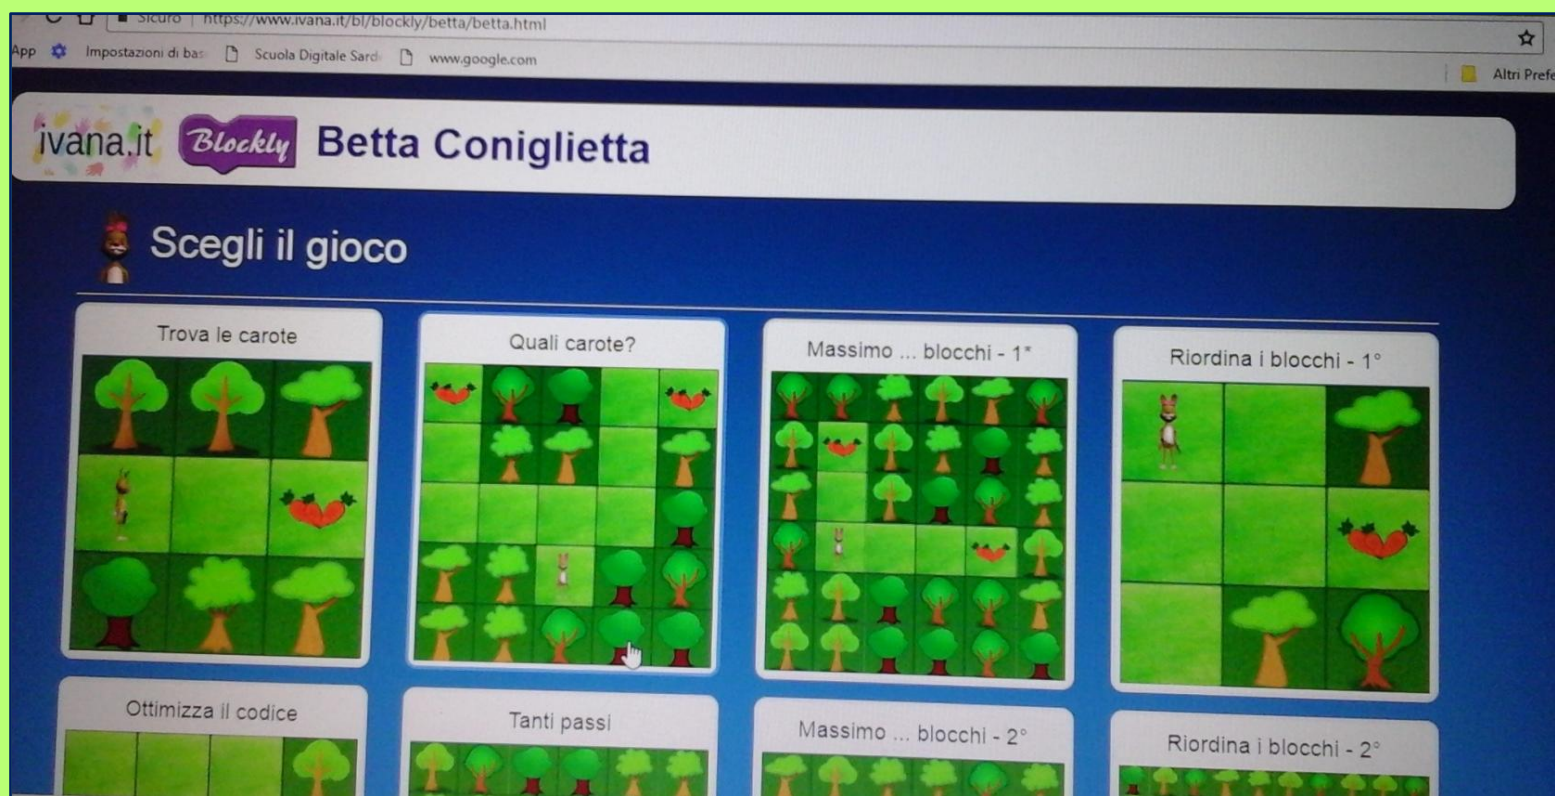 Sicuro | https://www.ivana.it/bl/blockly/betta/betta.html
App Impostazioni di bas Scuola Digitale Sard www.google.com
Altri Prefe
ivana.it Blockly Betta Coniglietta
Scegli il gioco
Trova le carote
Quali carote?
Massimo ... blocchi - 1°
Riordina i blocchi - 1°
Ottimizza il codice
Tanti passi
Massimo ... blocchi - 2°
Riordina i blocchi - 2°